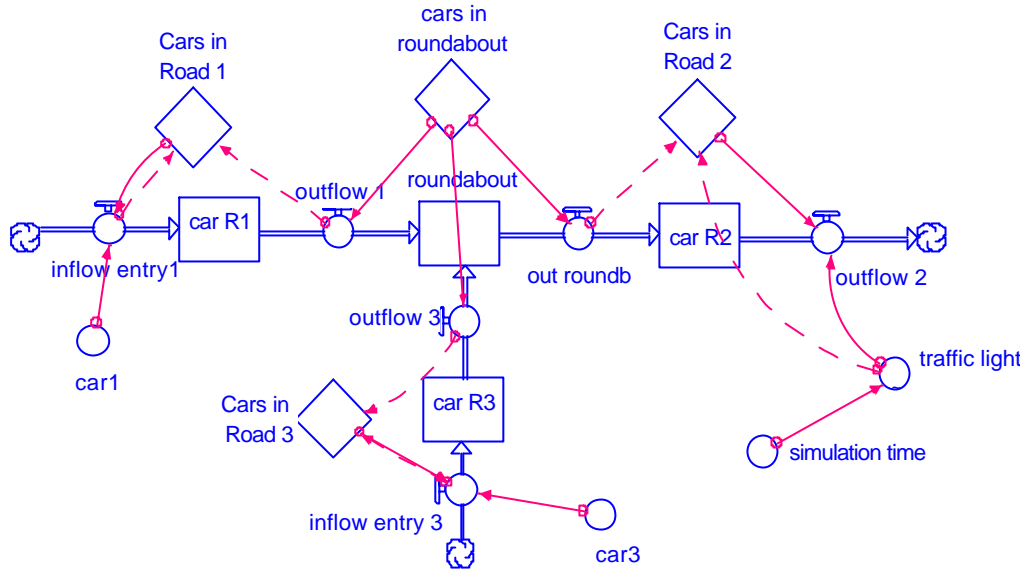 cars in
roundabout
Cars in
Road 1
Cars in
Road 2
outflow 1
roundabout
car R1
car R2
inflow entry1
out roundb
outflow 2
outflow 3
traffic light
car1
car R3
Cars in
Road 3
simulation time
inflow entry 3
car3